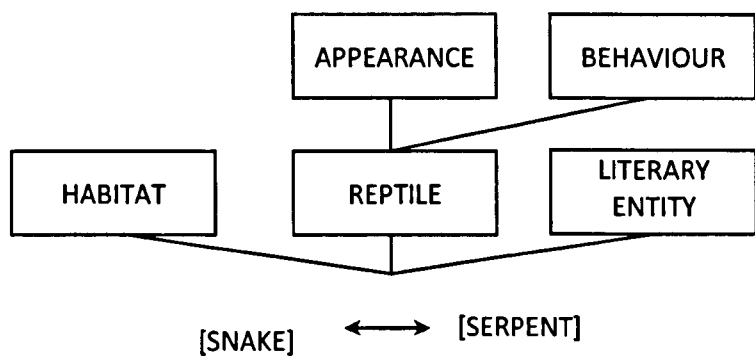 APPEARANCE
BEHAVIOUR
HABITAT
REPTILE
LITERARY
ENTITY
[SNAKE]
[SERPENT]